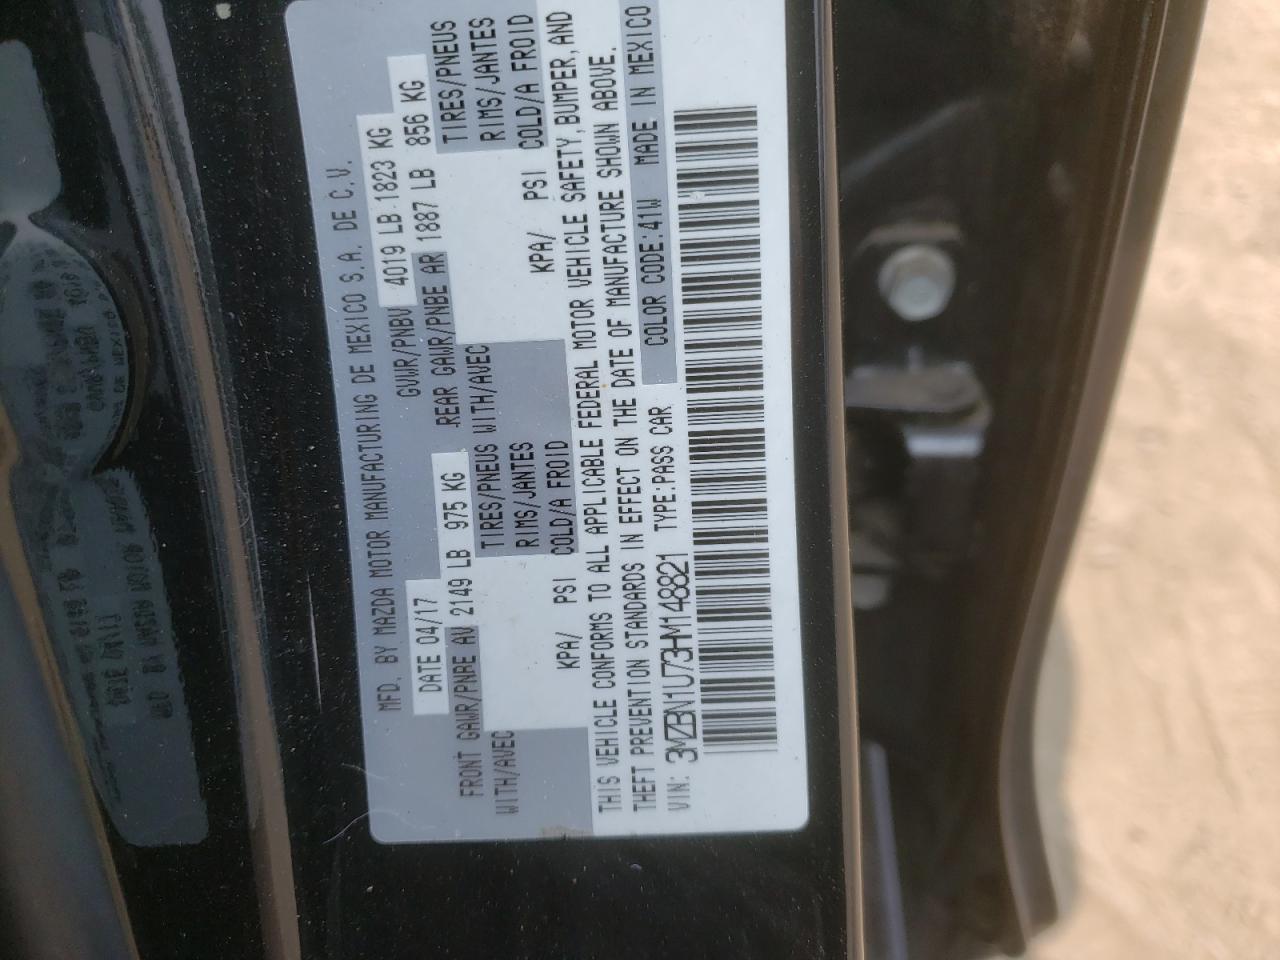 MFD. BY MAZDA MOTOR MANUFACTURING DE MEXICO S.A. DE C.V.
DATE 04/17 GVWR/PNBV 4019 LB 1823 KG
FRONT GAWR/PNBE AV 2149 LB 975 KG REAR GAWR/PNBE AR 1887 LB 856 KG
WITH/AVEC TIRES/PNEUS WITH/AVEC TIRES/PNEUS
RIMS/JANTES RIMS/JANTES
KPA/ PSI COLD/A FROID KPA/ PSI COLD/A FROID
THIS VEHICLE CONFORMS TO ALL APPLICABLE FEDERAL MOTOR VEHICLE SAFETY, BUMPER, AND
THEFT PREVENTION STANDARDS IN EFFECT ON THE DATE OF MANUFACTURE SHOWN ABOVE.
VIN: 3MZBN1U73HM148821 TYPE:PASS CAR COLOR CODE:41W MADE IN MEXICO